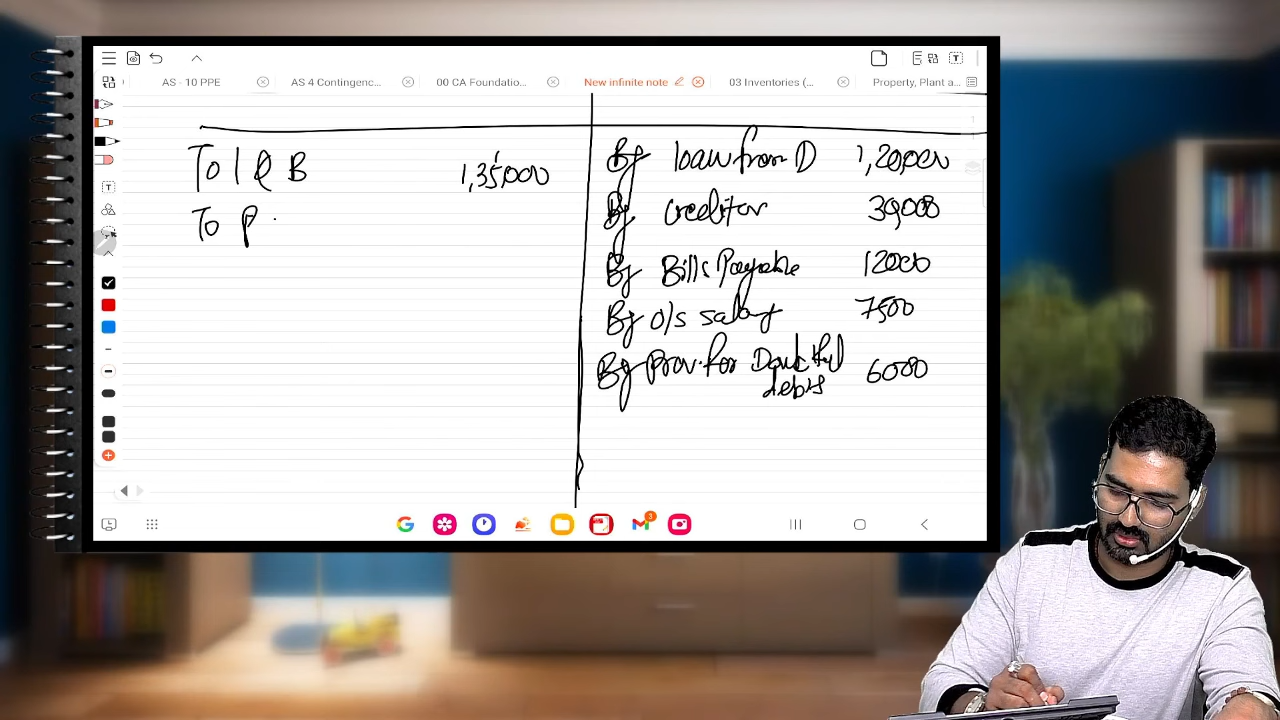 AS - 10 PPE
AS 4 Contingenc...
00 CA Foundatio...
New infinite note
03 Inventories (...
Property, Plant a...
To l & B 1,35,000
To P
By loan from D 1,20,000
By creditor 30,000
By Bills Payable 12000
By o/s salary 7500
By Prov. for Doubtful
debts 6000
3